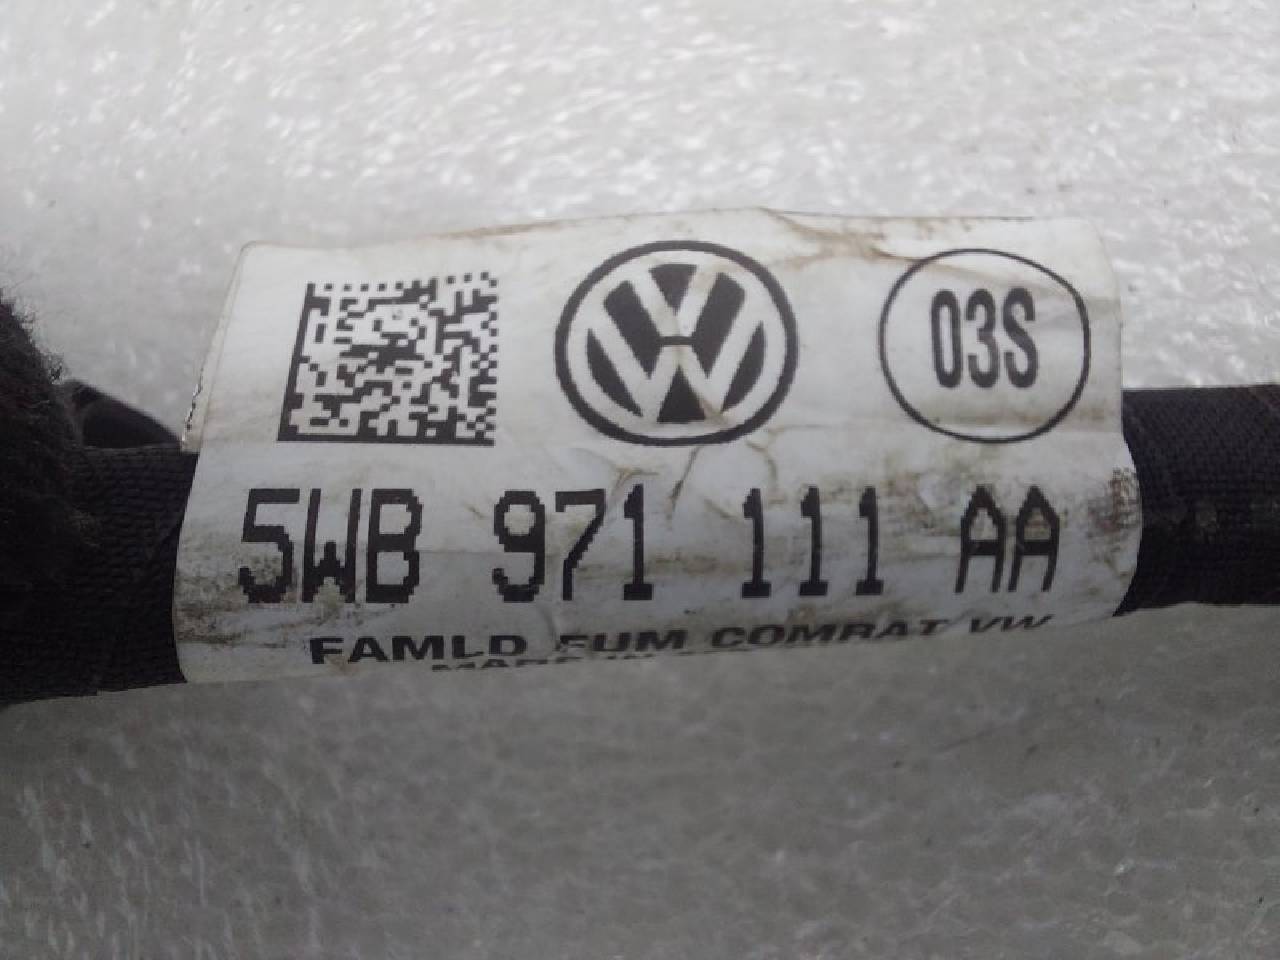 03S
5WB 971 111 AA
FAMLD FUM COMRAT VW